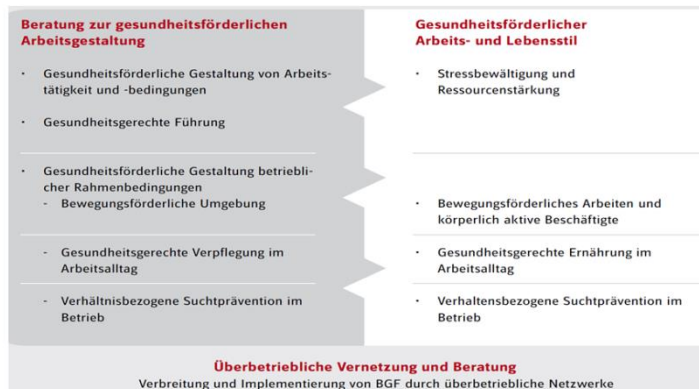 Beratung zur gesundheitsförderlichen
Arbeitsgestaltung
· Gesundheitsförderliche Gestaltung von Arbeits-
tätigkeit und -bedingungen
· Gesundheitsgerechte Führung
· Gesundheitsförderliche Gestaltung betriebli-
cher Rahmenbedingungen
- Bewegungsförderliche Umgebung
- Gesundheitsgerechte Verpflegung im
Arbeitsalltag
- Verhältnisbezogene Suchtprävention im
Betrieb
Gesundheitsförderlicher
Arbeits- und Lebensstil
· Stressbewältigung und
Ressourcenstärkung
· Bewegungsförderliches Arbeiten und
körperlich aktive Beschäftigte
· Gesundheitsgerechte Ernährung im
Arbeitsalltag
· Verhaltensbezogene Suchtprävention im
Betrieb
Überbetriebliche Vernetzung und Beratung
Verbreitung und Implementierung von BGF durch überbetriebliche Netzwerke